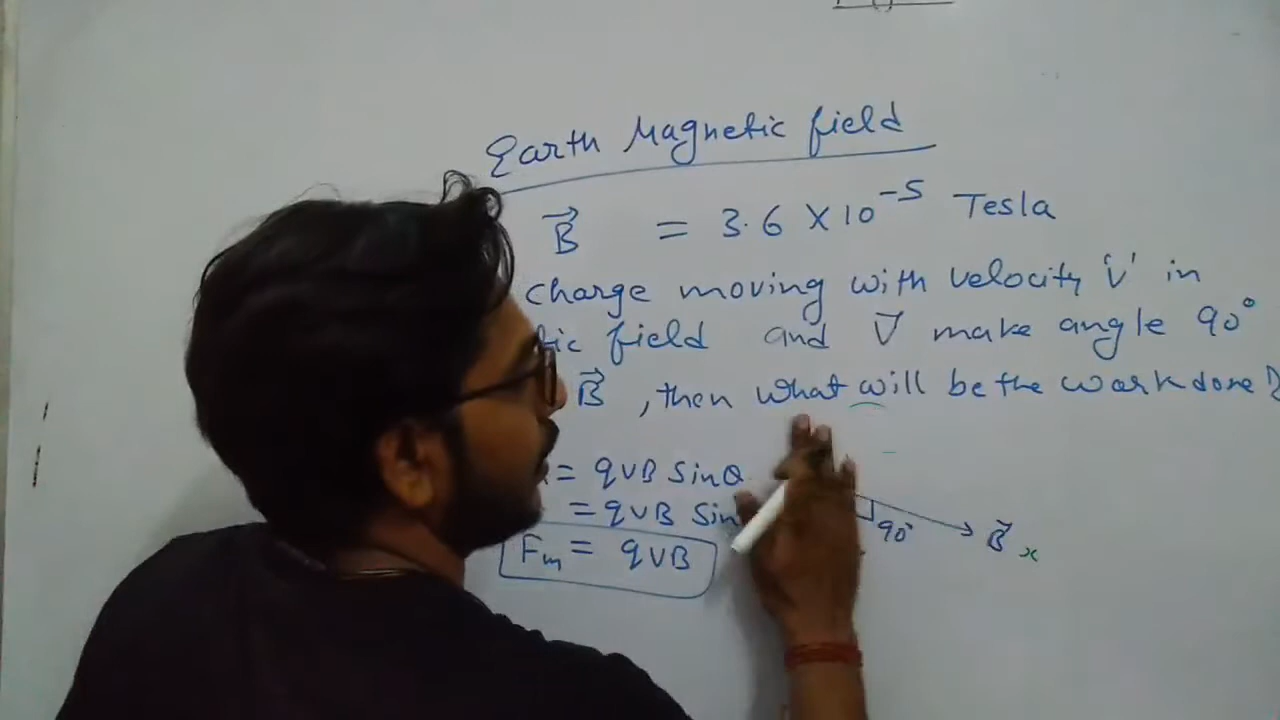 Earth Magnetic field
B⃗ = 3.6 X 10⁻⁵ Tesla
charge moving with velocity 'v' in
field and V⃗ make angle 90°
B⃗ , then what will be the work done?
= qvB Sinθ
= qvB Sin
Fm = qvB
90°
B⃗ x